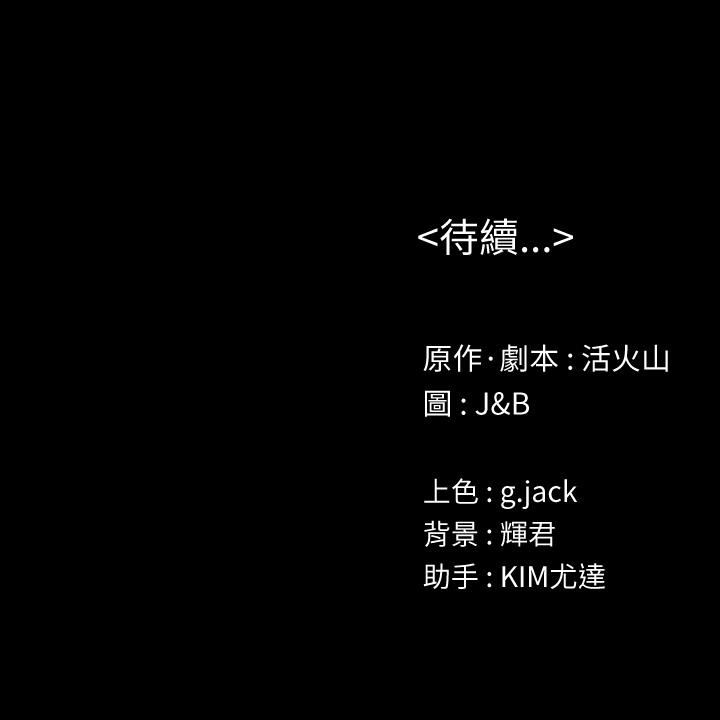 <待續...>
原作·劇本 : 活火山
圖 : J&B
上色 : g.jack
背景 : 輝君
助手 : KIM尤達